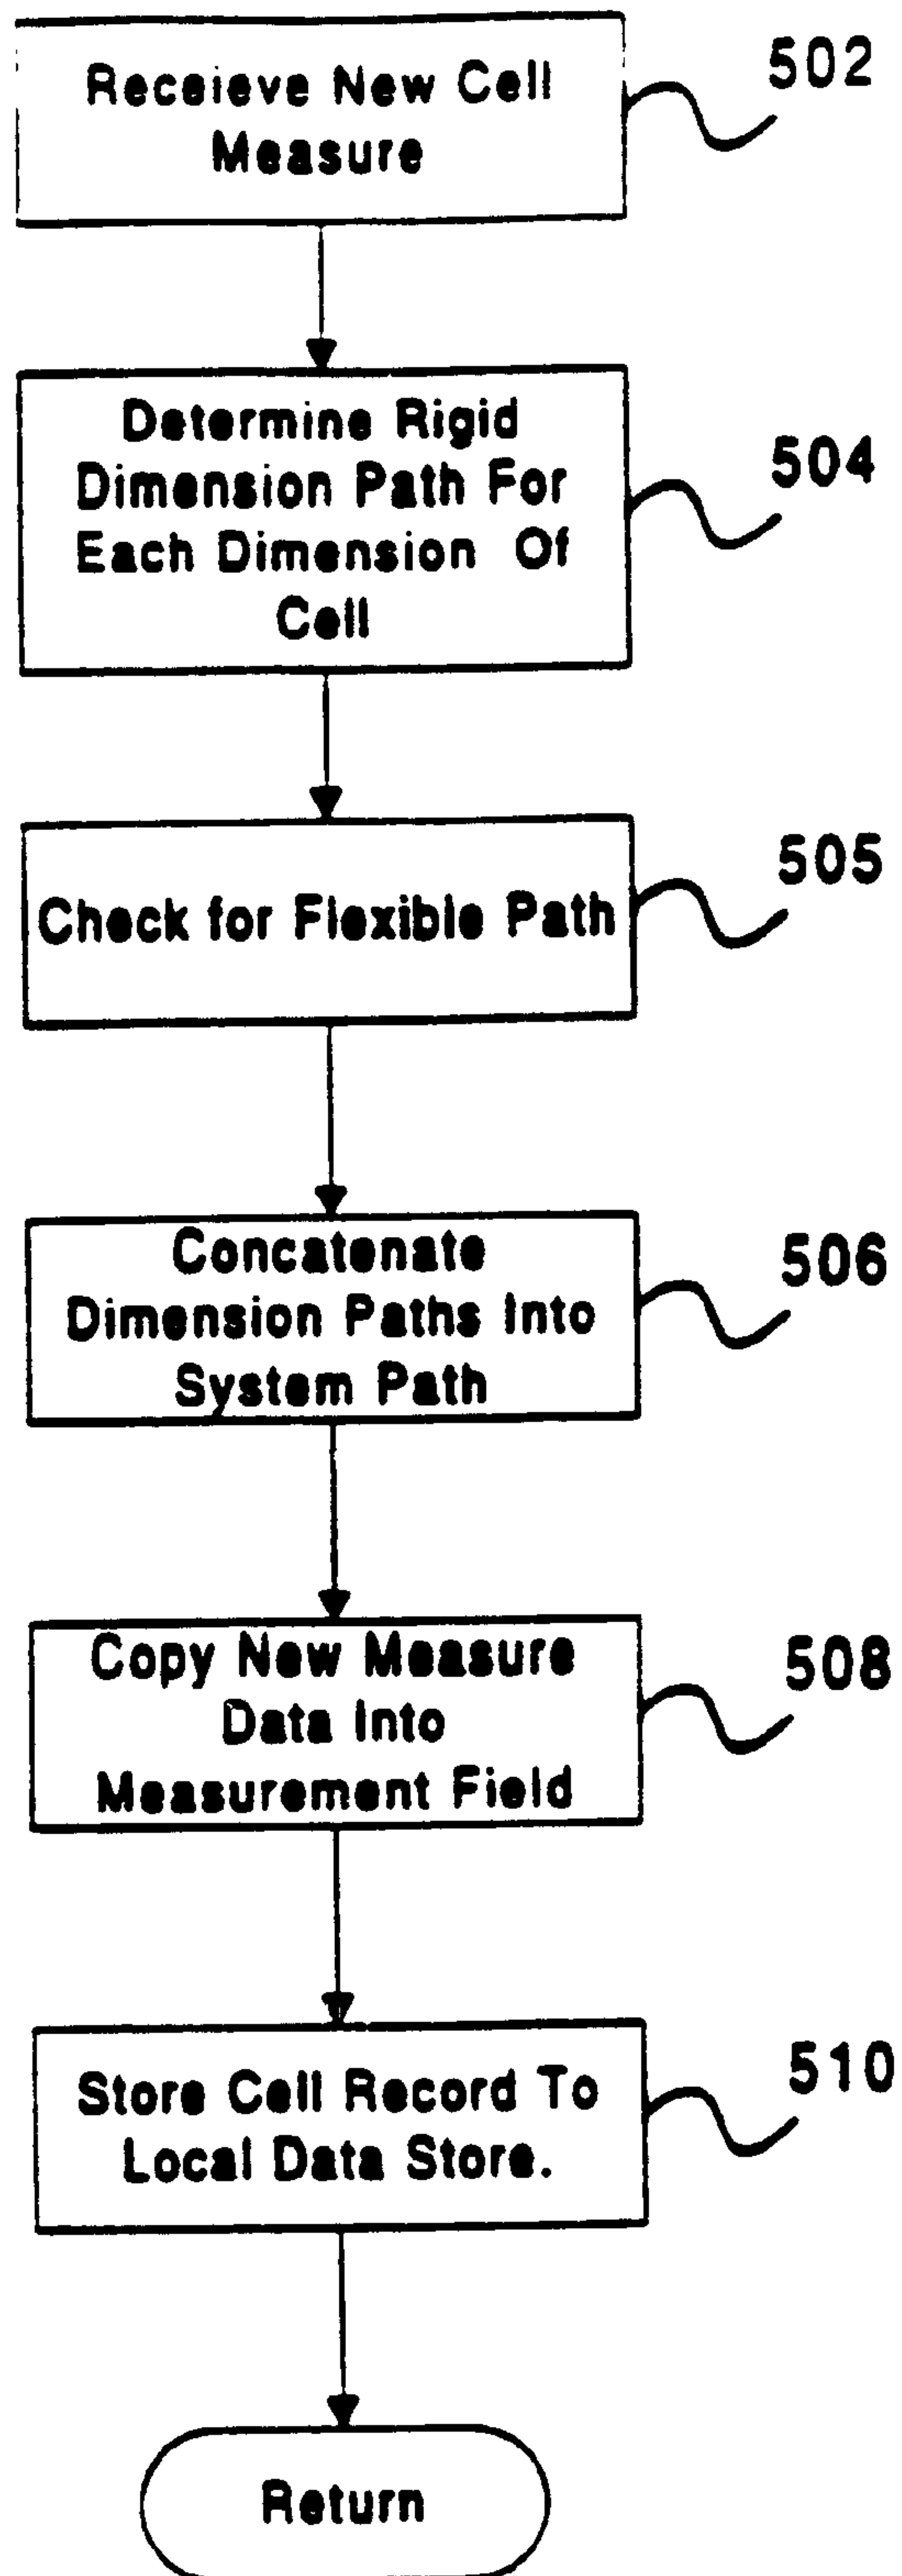 Receieve New Cell
Measure
502
Determine Rigid
Dimension Path For
Each Dimension Of
Cell
504
Check for Flexible Path
505
Concatenate
Dimension Paths Into
System Path
506
Copy New Measure
Data Into
Measurement Field
508
Store Cell Record To
Local Data Store.
510
Return